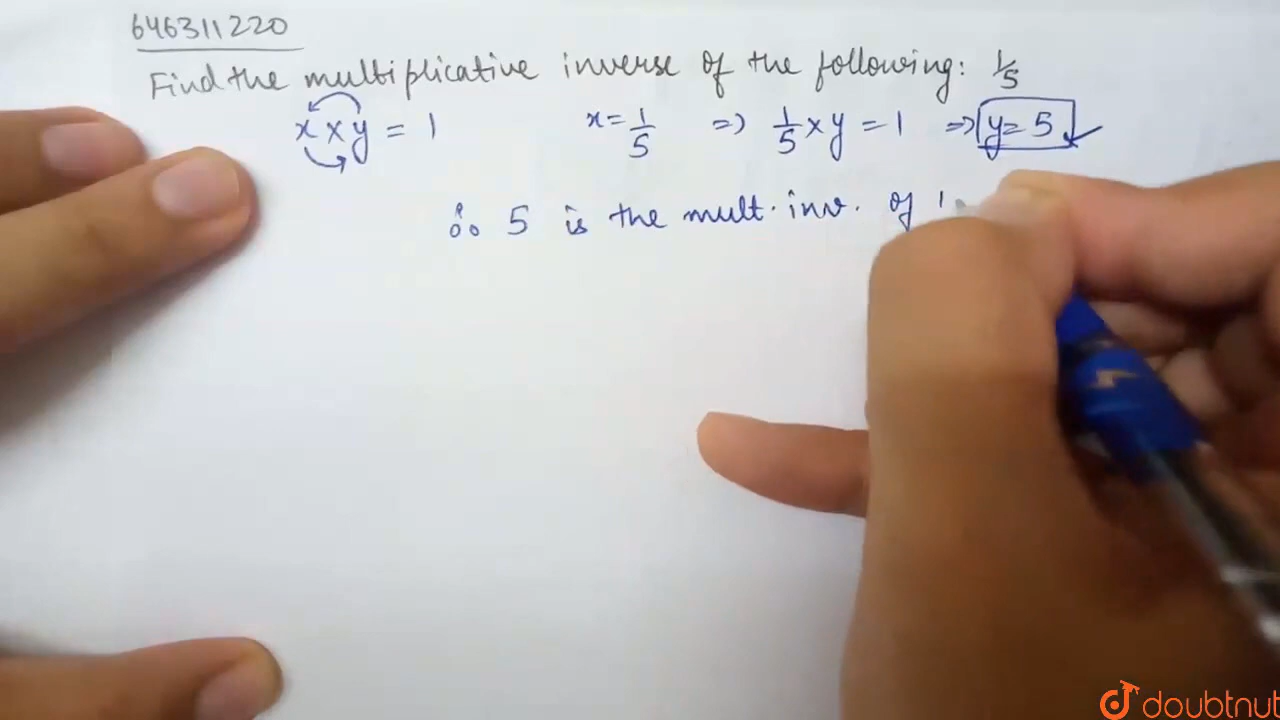 646311220
Find the multiplicative inverse of the following: 1/5
x × y = 1 x = 1/5 => 1/5 × y = 1 => y = 5
∴ 5 is the mult. inv. of
doubtnut